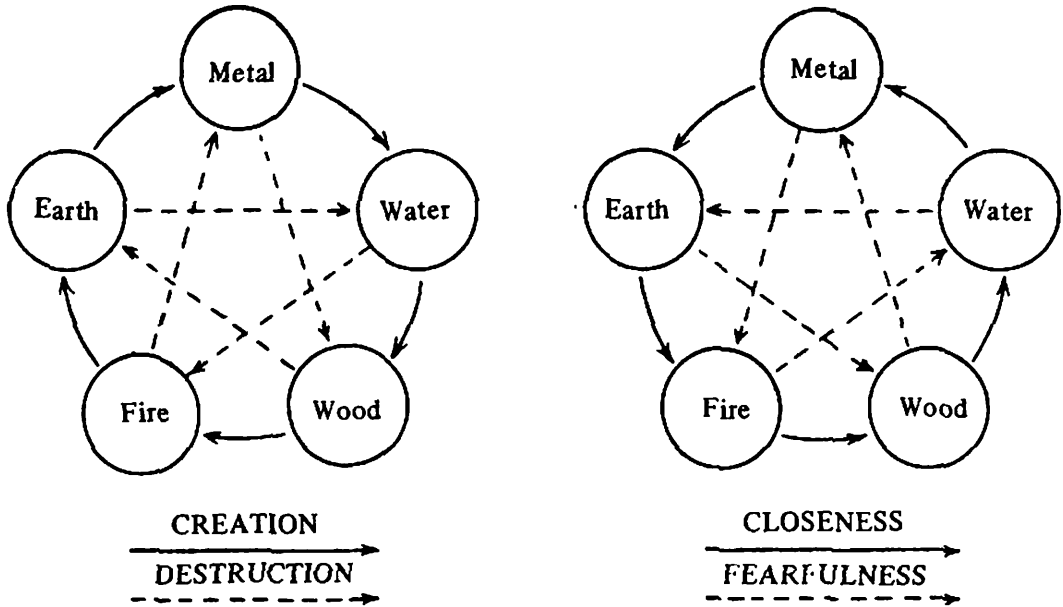 Metal
Earth
Water
Fire
Wood
CREATION
DESTRUCTION
Metal
Earth
Water
Fire
Wood
CLOSENESS
FEARFULNESS